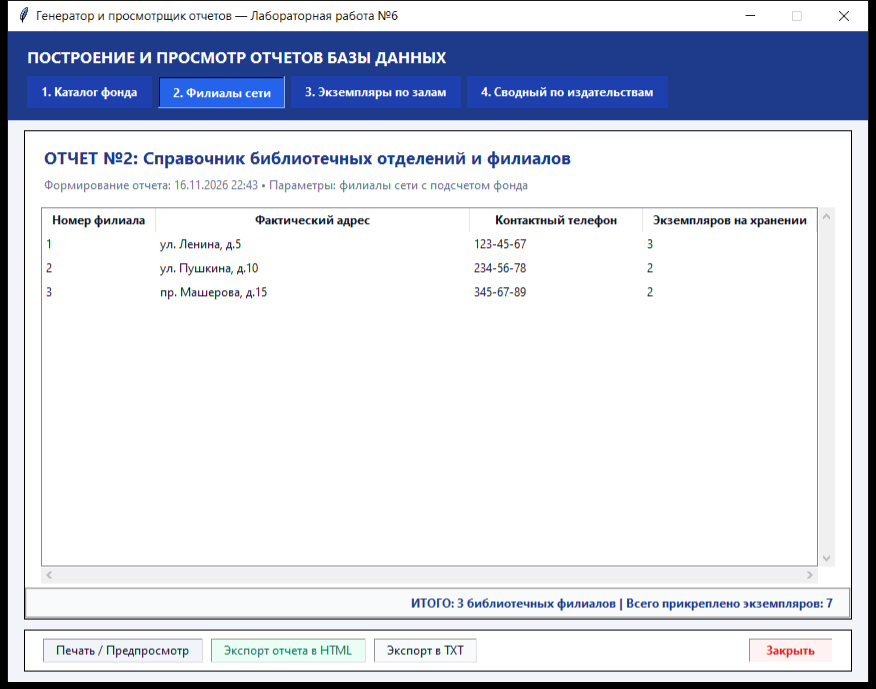 Генератор и просмотрщик отчетов — Лабораторная работа №6
ПОСТРОЕНИЕ И ПРОСМОТР ОТЧЕТОВ БАЗЫ ДАННЫХ
1. Каталог фонда 2. Филиалы сети 3. Экземпляры по залам 4. Сводный по издательствам
ОТЧЕТ №2: Справочник библиотечных отделений и филиалов
Формирование отчета: 16.11.2026 22:43 • Параметры: филиалы сети с подсчетом фонда
Номер филиала Фактический адрес Контактный телефон Экземпляров на хранении
1 ул. Ленина, д.5 123-45-67 3
2 ул. Пушкина, д.10 234-56-78 2
3 пр. Машерова, д.15 345-67-89 2
ИТОГО: 3 библиотечных филиалов | Всего прикреплено экземпляров: 7
Печать / Предпросмотр Экспорт отчета в HTML Экспорт в TXT Закрыть